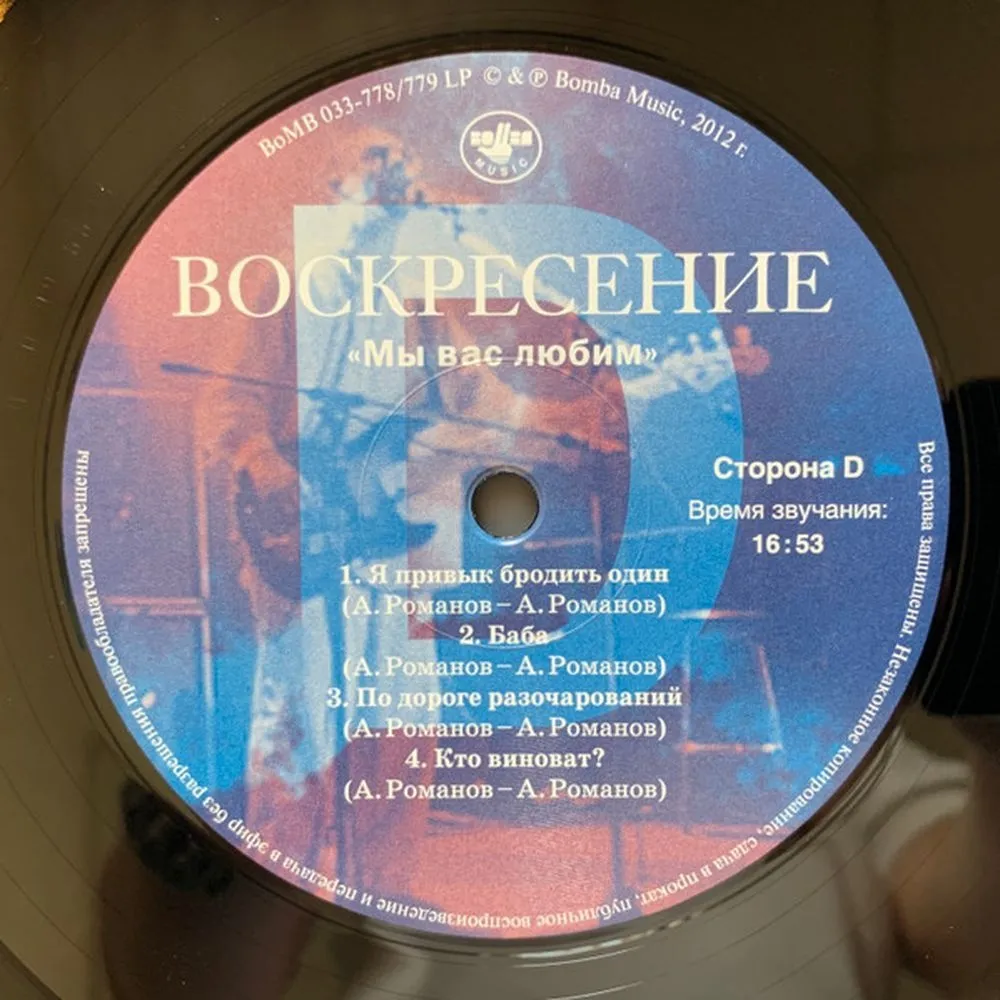 BoMB 033-778/779 LP © & ℗ Bomba Music, 2012 г.
BOMBA
MUSIC
D
ВОСКРЕСЕНИЕ
«Мы вас любим»
Сторона D
Время звучания:
16:53
1. Я привык бродить один
(А. Романов – А. Романов)
2. Баба
(А. Романов – А. Романов)
3. По дороге разочарований
(А. Романов – А. Романов)
4. Кто виноват?
(А. Романов – А. Романов)
Все права защищены. Незаконное копирование, сдача в прокат, публичное воспроизведение и передача в эфир без разрешения правообладателя запрещены